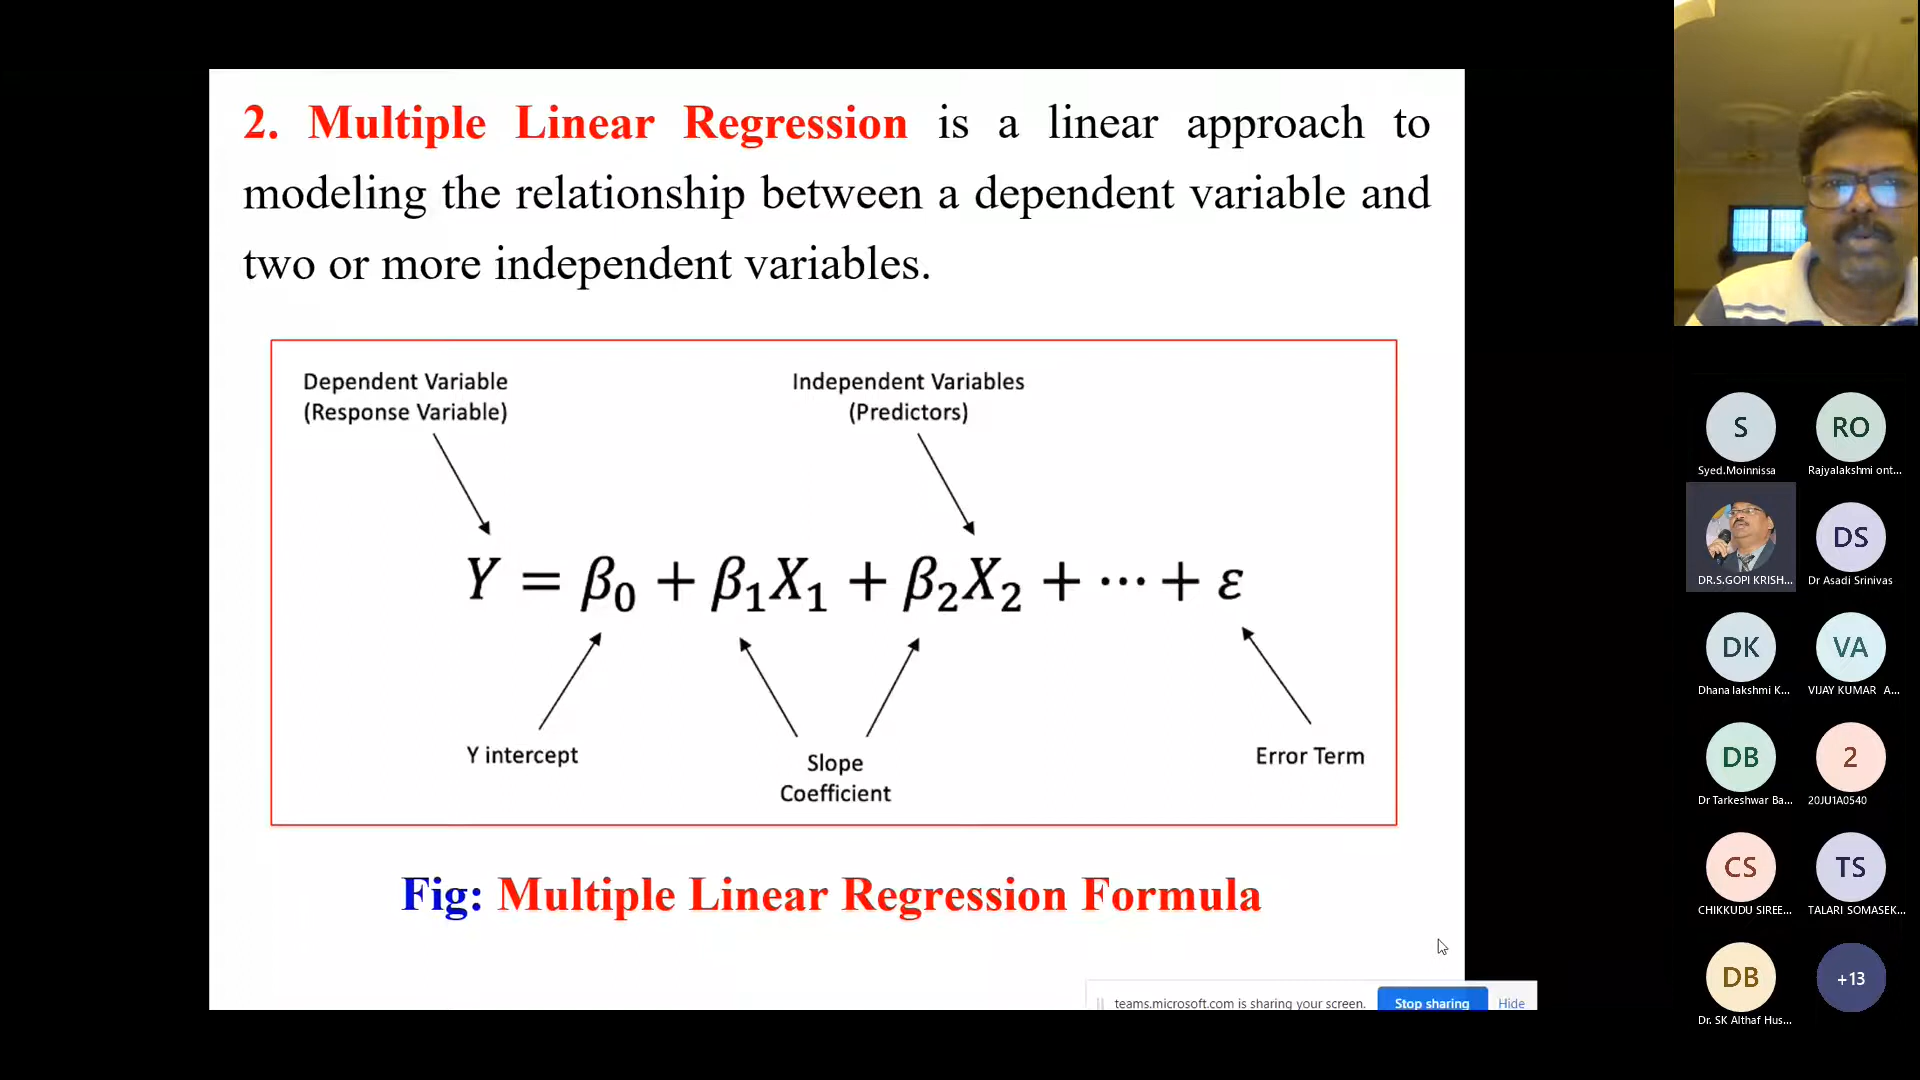 2. Multiple Linear Regression is a linear approach to
modeling the relationship between a dependent variable and
two or more independent variables.
Dependent Variable
(Response Variable)
Independent Variables
(Predictors)
Y = β₀ + β₁X₁ + β₂X₂ + ⋯ + ε
Y intercept
Slope
Coefficient
Error Term
Fig: Multiple Linear Regression Formula
teams.microsoft.com is sharing your screen.
Stop sharing
Hide
S
Syed.Moinnissa
RO
Rajyalakshmi ont...
DR.S.GOPI KRISH...
DS
Dr Asadi Srinivas
DK
Dhana lakshmi K...
VA
VIJAY KUMAR A...
DB
Dr Tarkeshwar Ba...
2
20JU1A0540
CS
CHIKKUDU SIREE...
TS
TALARI SOMASEK...
DB
Dr. SK Althaf Hus...
+13